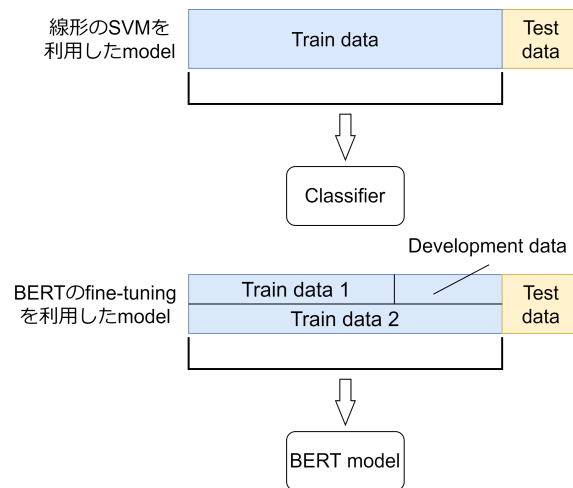 線形のSVMを
利用したmodel
Train data
Test
data
Classifier
Development data
BERTのfine-tuning
を利用したmodel
Train data 1
Train data 2
Test
data
BERT model